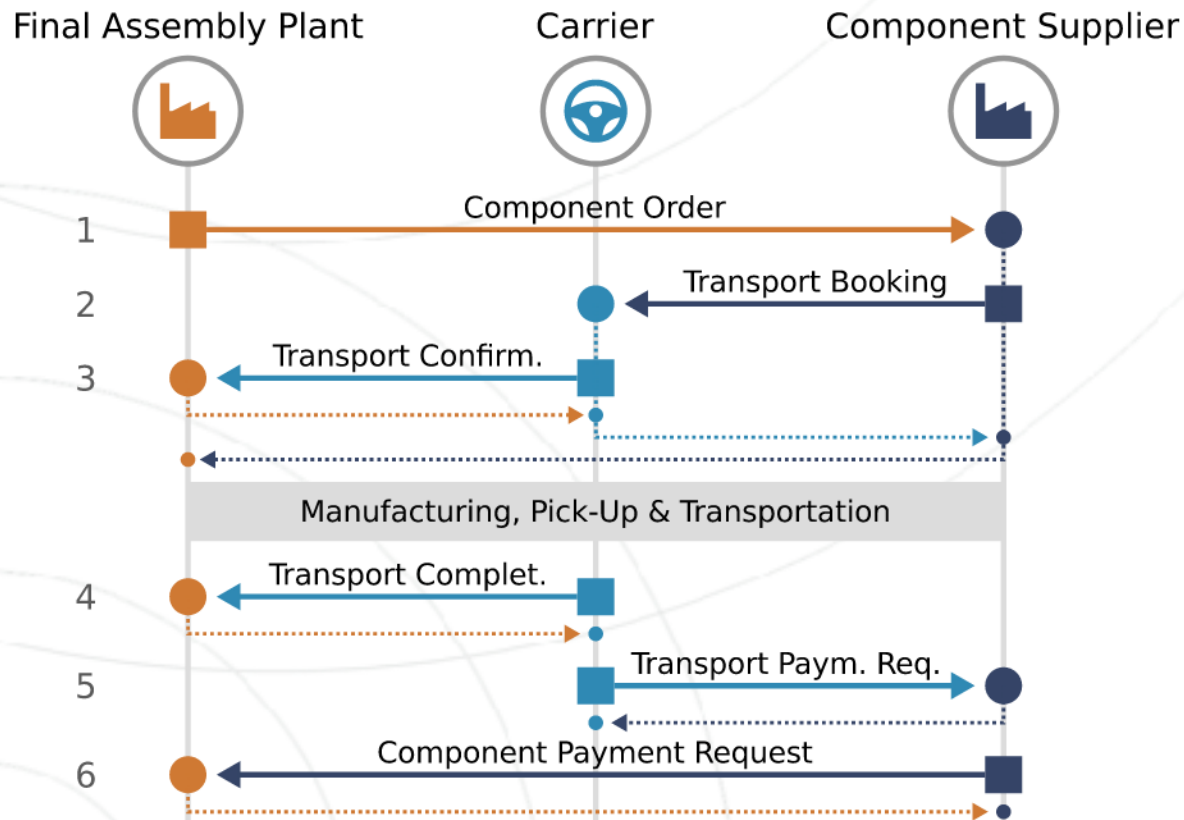 Final Assembly Plant
Carrier
Component Supplier
1
Component Order
2
Transport Booking
3
Transport Confirm.
Manufacturing, Pick-Up & Transportation
4
Transport Complet.
5
Transport Paym. Req.
6
Component Payment Request